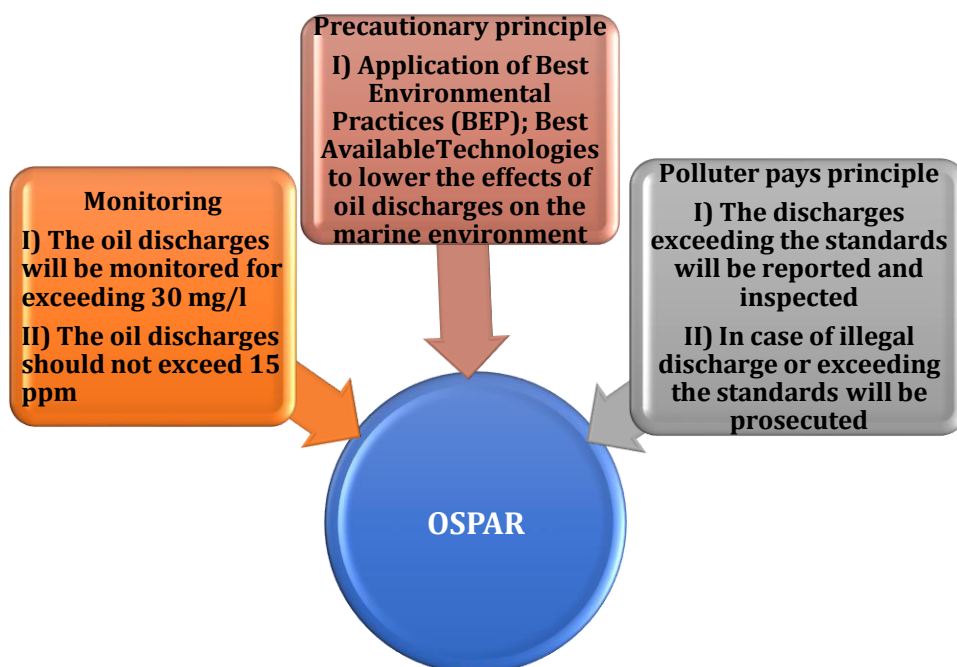 Precautionary principle
I) Application of Best
Environmental
Practices (BEP); Best
AvailableTechnologies
to lower the effects of
oil discharges on the
marine environment
Monitoring
I) The oil discharges
will be monitored for
exceeding 30 mg/l
II) The oil discharges
should not exceed 15
ppm
Polluter pays principle
I) The discharges
exceeding the standards
will be reported and
inspected
II) In case of illegal
discharge or exceeding
the standards will be
prosecuted
OSPAR